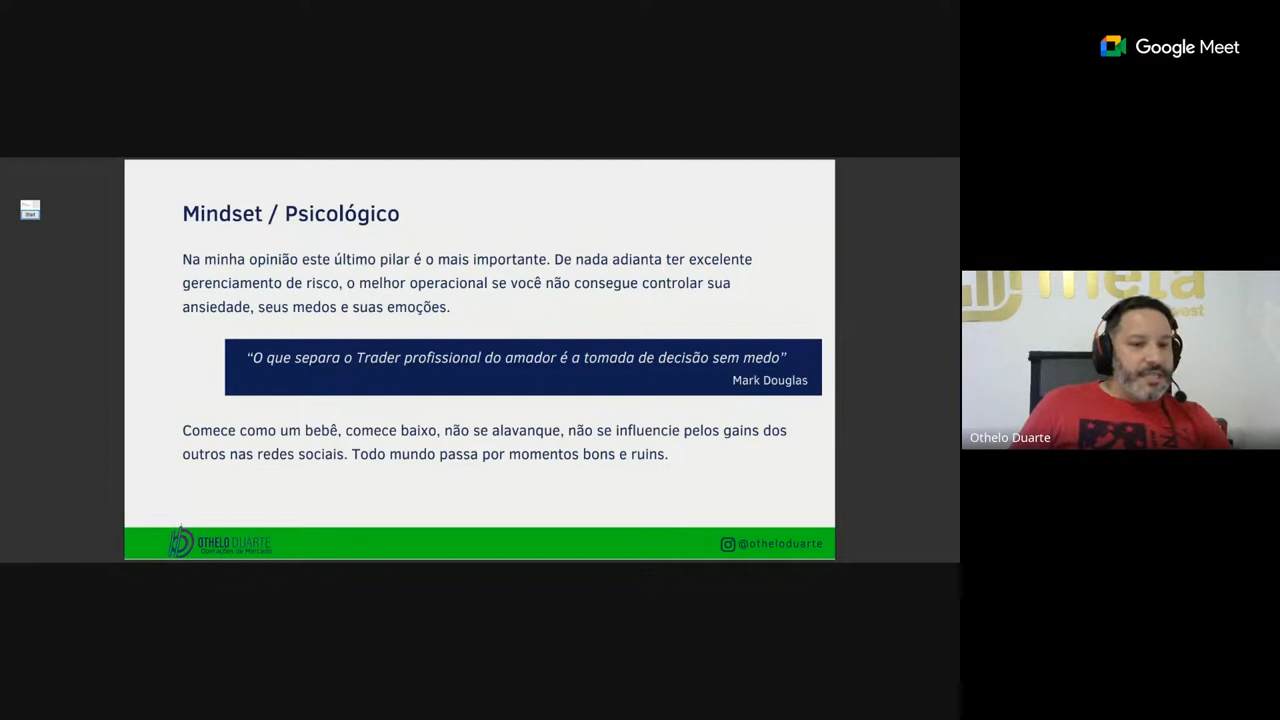 Google Meet
Mindset / Psicológico
Na minha opinião este último pilar é o mais importante. De nada adianta ter excelente
gerenciamento de risco, o melhor operacional se você não consegue controlar sua
ansiedade, seus medos e suas emoções.
“O que separa o Trader profissional do amador é a tomada de decisão sem medo”
Mark Douglas
Comece como um bebê, comece baixo, não se alavanque, não se influencie pelos gains dos
outros nas redes sociais. Todo mundo passa por momentos bons e ruins.
OTHELO DUARTE
Operações de Mercado
@otheloduarte
Othelo Duarte